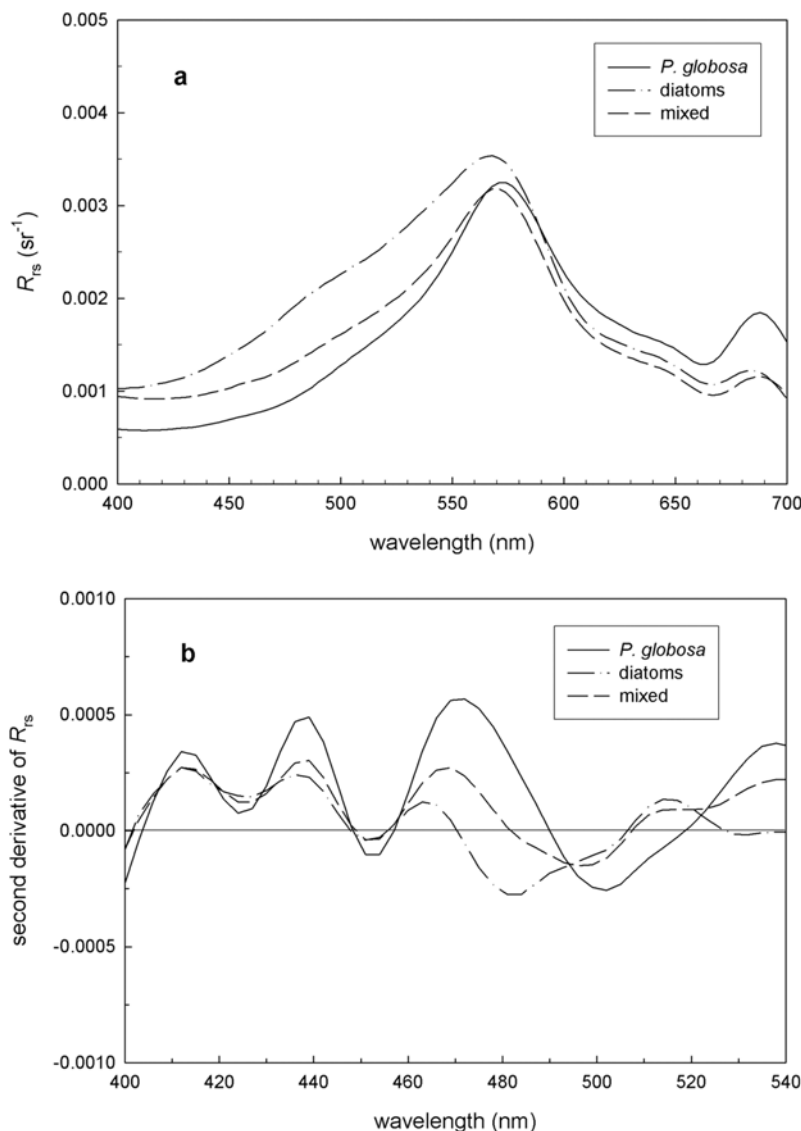 0.005
a
P. globosa
diatoms
mixed
0.004
0.003
0.002
0.001
0.000
Rrs (sr-1)
400 450 500 550 600 650 700
wavelength (nm)
0.0010
b
P. globosa
diatoms
mixed
0.0005
0.0000
-0.0005
-0.0010
second derivative of Rrs
400 420 440 460 480 500 520 540
wavelength (nm)